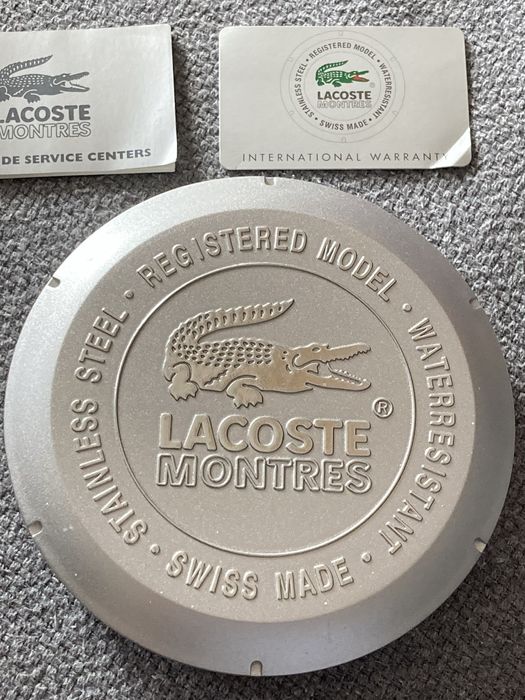 LACOSTE
MONTRES
DE SERVICE CENTERS
STAINLESS STEEL • REGISTERED MODEL • WATERRESISTANT • SWISS MADE •
LACOSTE
MONTRES
INTERNATIONAL WARRANTY
STAINLESS STEEL • REGISTERED MODEL • WATERRESISTANT • SWISS MADE •
LACOSTE ®
MONTRES